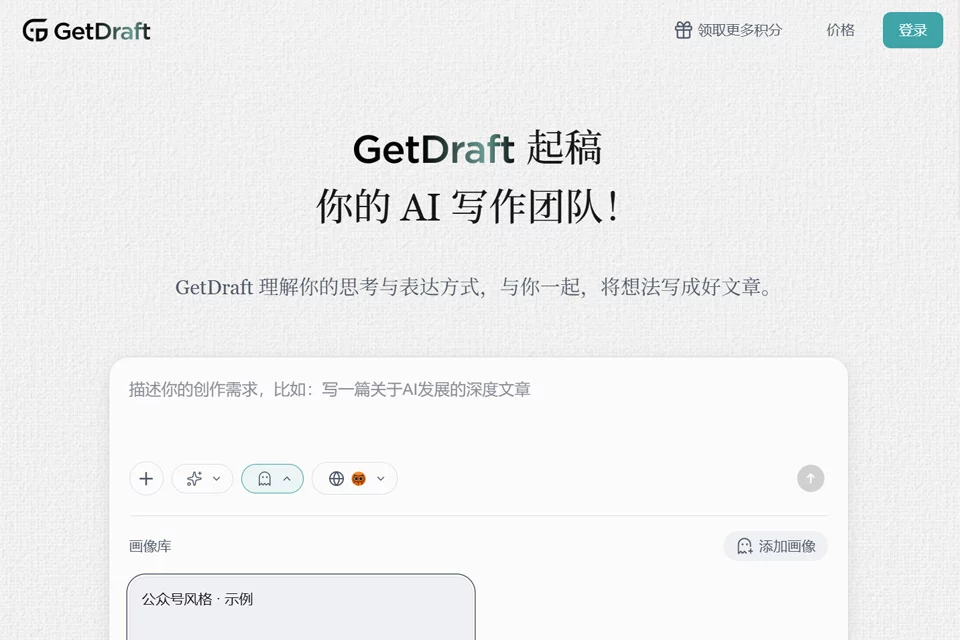 GetDraft
领取更多积分
价格
登录
GetDraft 起稿
你的 AI 写作团队！
GetDraft 理解你的思考与表达方式，与你一起，将想法写成好文章。
描述你的创作需求，比如：写一篇关于AI发展的深度文章
画像库
添加画像
公众号风格 · 示例